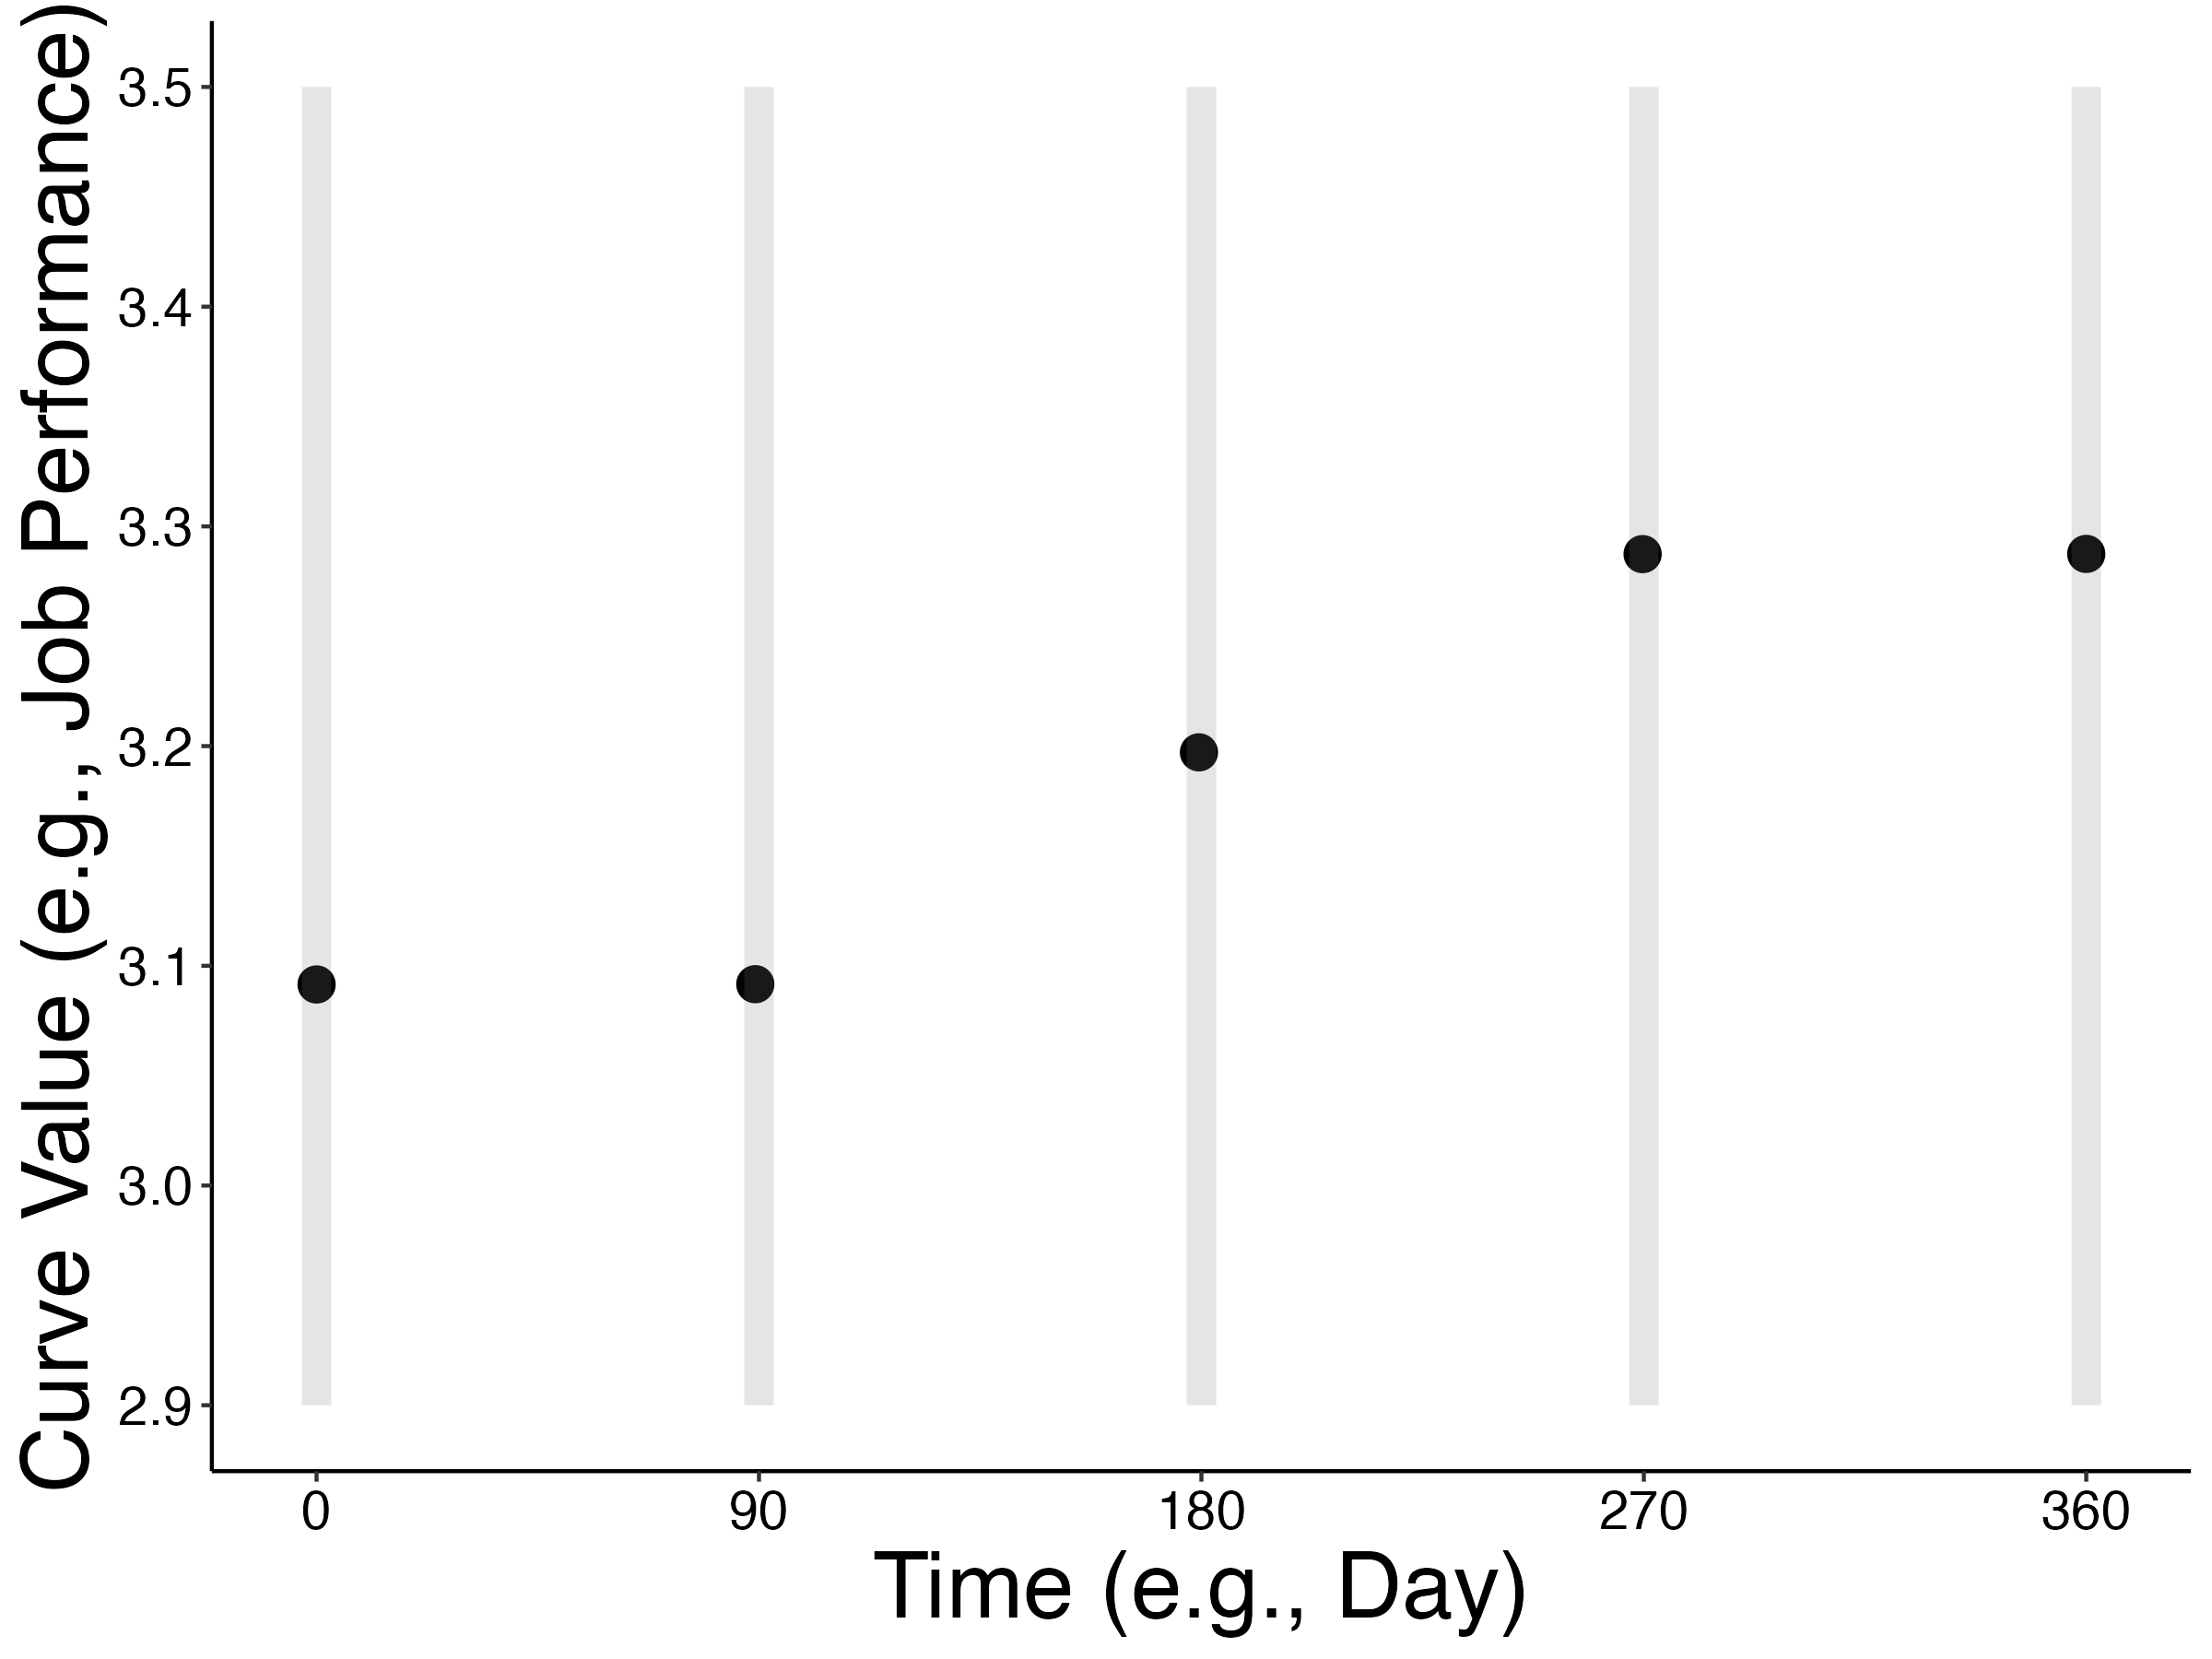 Curve Value (e.g., Job Performance)
3.5
3.4
3.3
3.2
3.1
3.0
2.9
0 90 180 270 360
Time (e.g., Day)